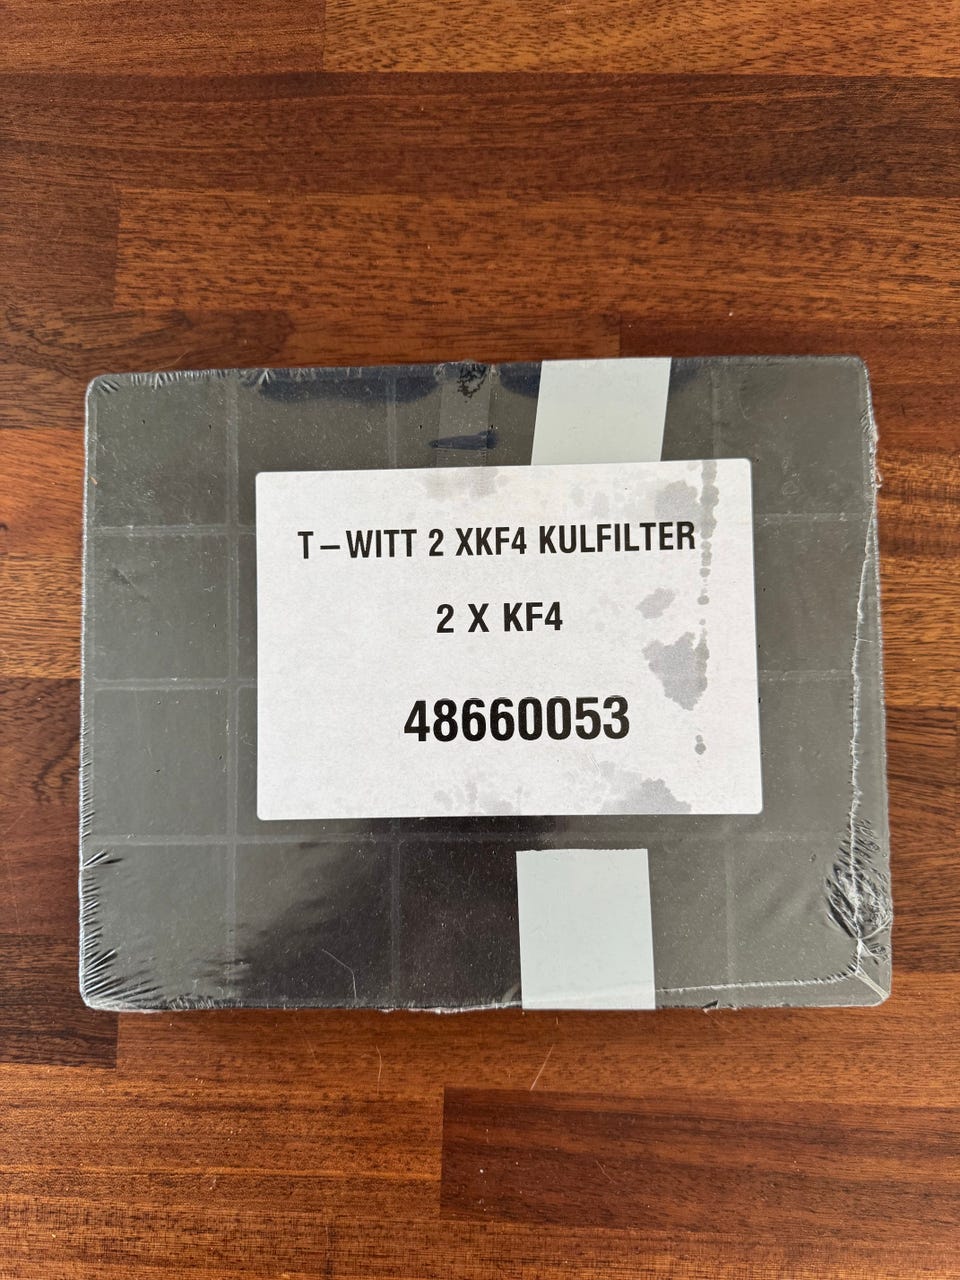 T-WITT 2 XKF4 KULFILTER
2 X KF4
48660053